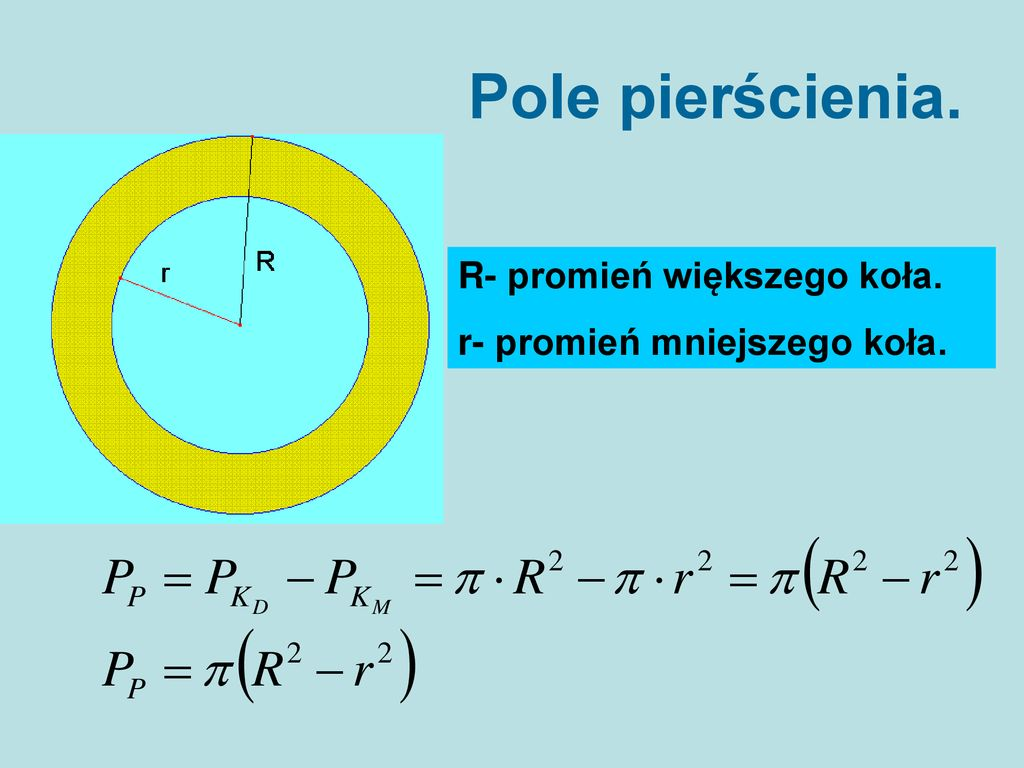 Pole pierścienia.
r
R
R- promień większego koła.
r- promień mniejszego koła.
P_P = P_{K_D} − P_{K_M} = π · R² − π · r² = π(R² − r²)
P_P = π(R² − r²)